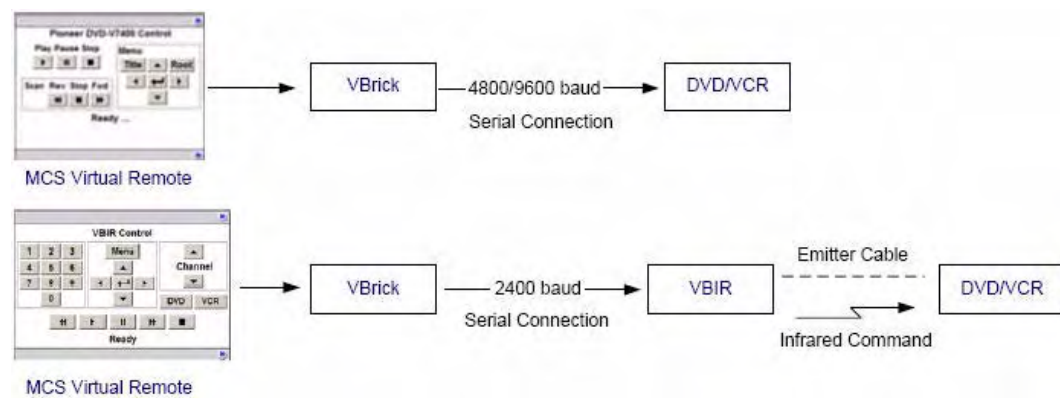 Pioneer DVD-V7400 Control
Play Pause Stop
Menu
Title Root
Scan Rev Stop Fwd
Ready ...
MCS Virtual Remote
VBrick
4800/9600 baud
Serial Connection
DVD/VCR
VBIR Control
1 2 3
Menu
4 5 6
Channel
7 8 9
0
DVD VCR
Ready
MCS Virtual Remote
VBrick
2400 baud
Serial Connection
VBIR
Emitter Cable
Infrared Command
DVD/VCR